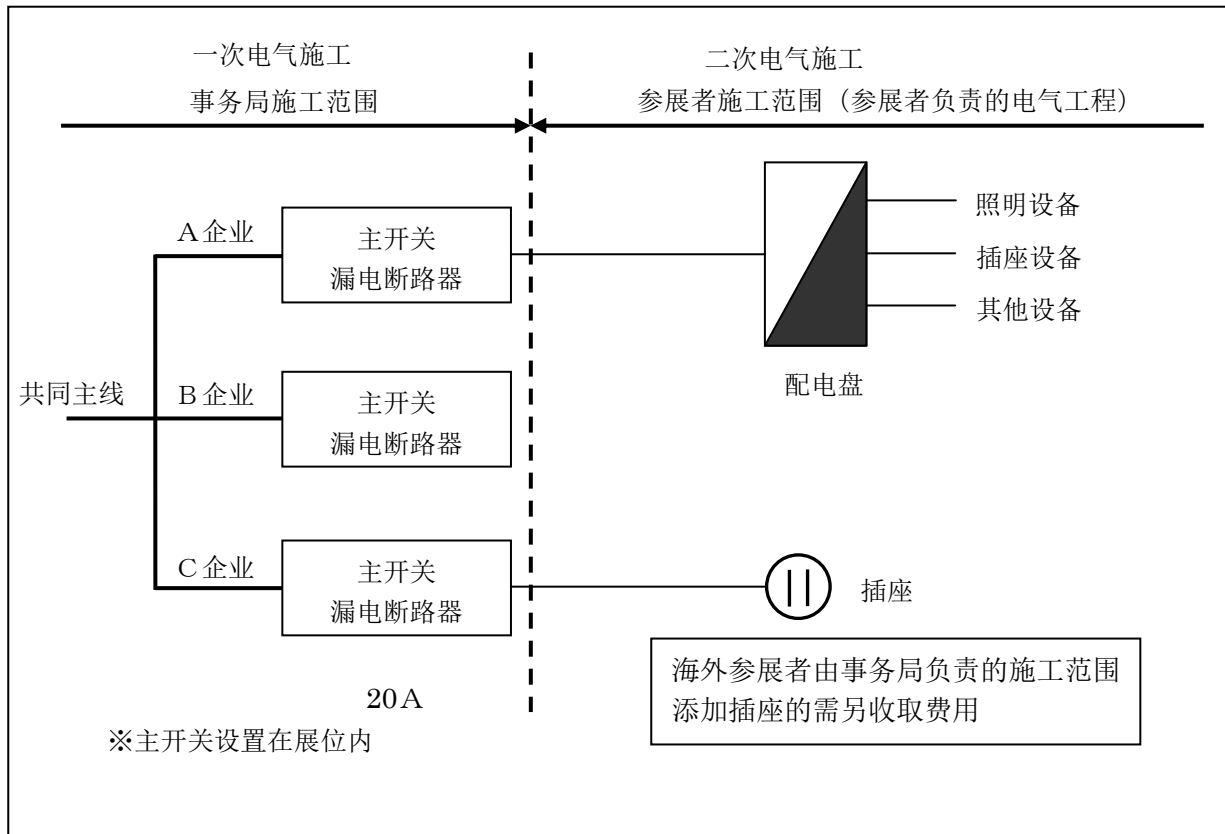 一次电气施工
事务局施工范围
二次电气施工
参展者施工范围（参展者负责的电气工程）
A企业
主开关
漏电断路器
照明设备
插座设备
其他设备
配电盘
共同主线
B企业
主开关
漏电断路器
C企业
主开关
漏电断路器
插座
海外参展者由事务局负责的施工范围
添加插座的需另收取费用
20A
※主开关设置在展位内